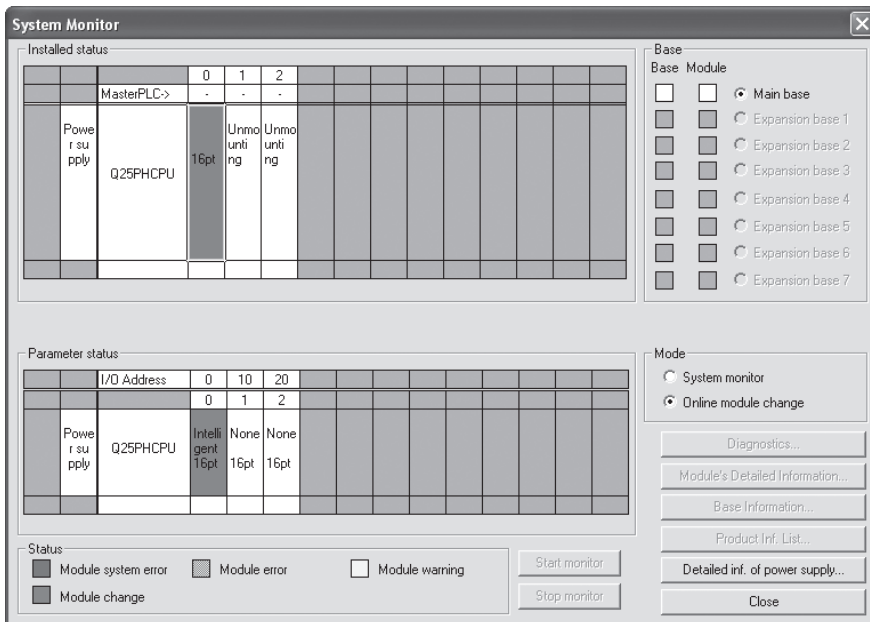 System Monitor
Installed status
0 1 2
MasterPLC-> - - -
Powe
r su
pply
Q25PHCPU
16pt
Unmo
unti
ng
Unmo
unti
ng
Base
Base Module
Main base
Expansion base 1
Expansion base 2
Expansion base 3
Expansion base 4
Expansion base 5
Expansion base 6
Expansion base 7
Parameter status
I/O Address 0 10 20
0 1 2
Powe
r su
pply
Q25PHCPU
Intelli
gent
16pt
None
16pt
None
16pt
Mode
System monitor
Online module change
Diagnostics...
Module's Detailed Information...
Base Information...
Product Inf. List...
Detailed inf. of power supply...
Close
Status
Module system error
Module error
Module warning
Module change
Start monitor
Stop monitor